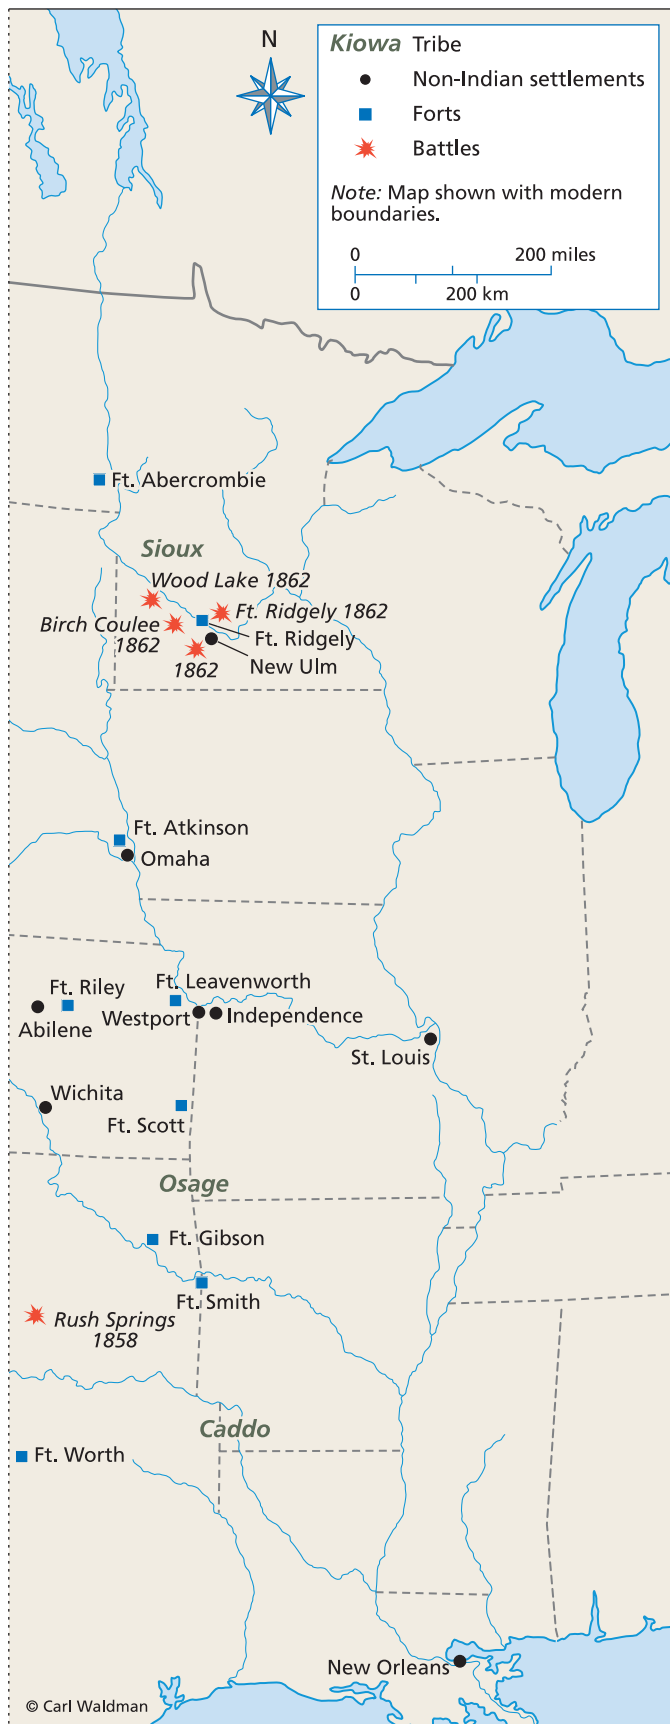 N
Kiowa Tribe
Non-Indian settlements
Forts
Battles
Note: Map shown with modern
boundaries.
0 200 miles
0 200 km
Ft. Abercrombie
Sioux
Wood Lake 1862
Ft. Ridgely 1862
Birch Coulee
1862
Ft. Ridgely
1862
New Ulm
Ft. Atkinson
Omaha
Ft. Riley
Ft. Leavenworth
Abilene
Westport
Independence
St. Louis
Wichita
Ft. Scott
Osage
Ft. Gibson
Ft. Smith
Rush Springs
1858
Caddo
Ft. Worth
New Orleans
© Carl Waldman